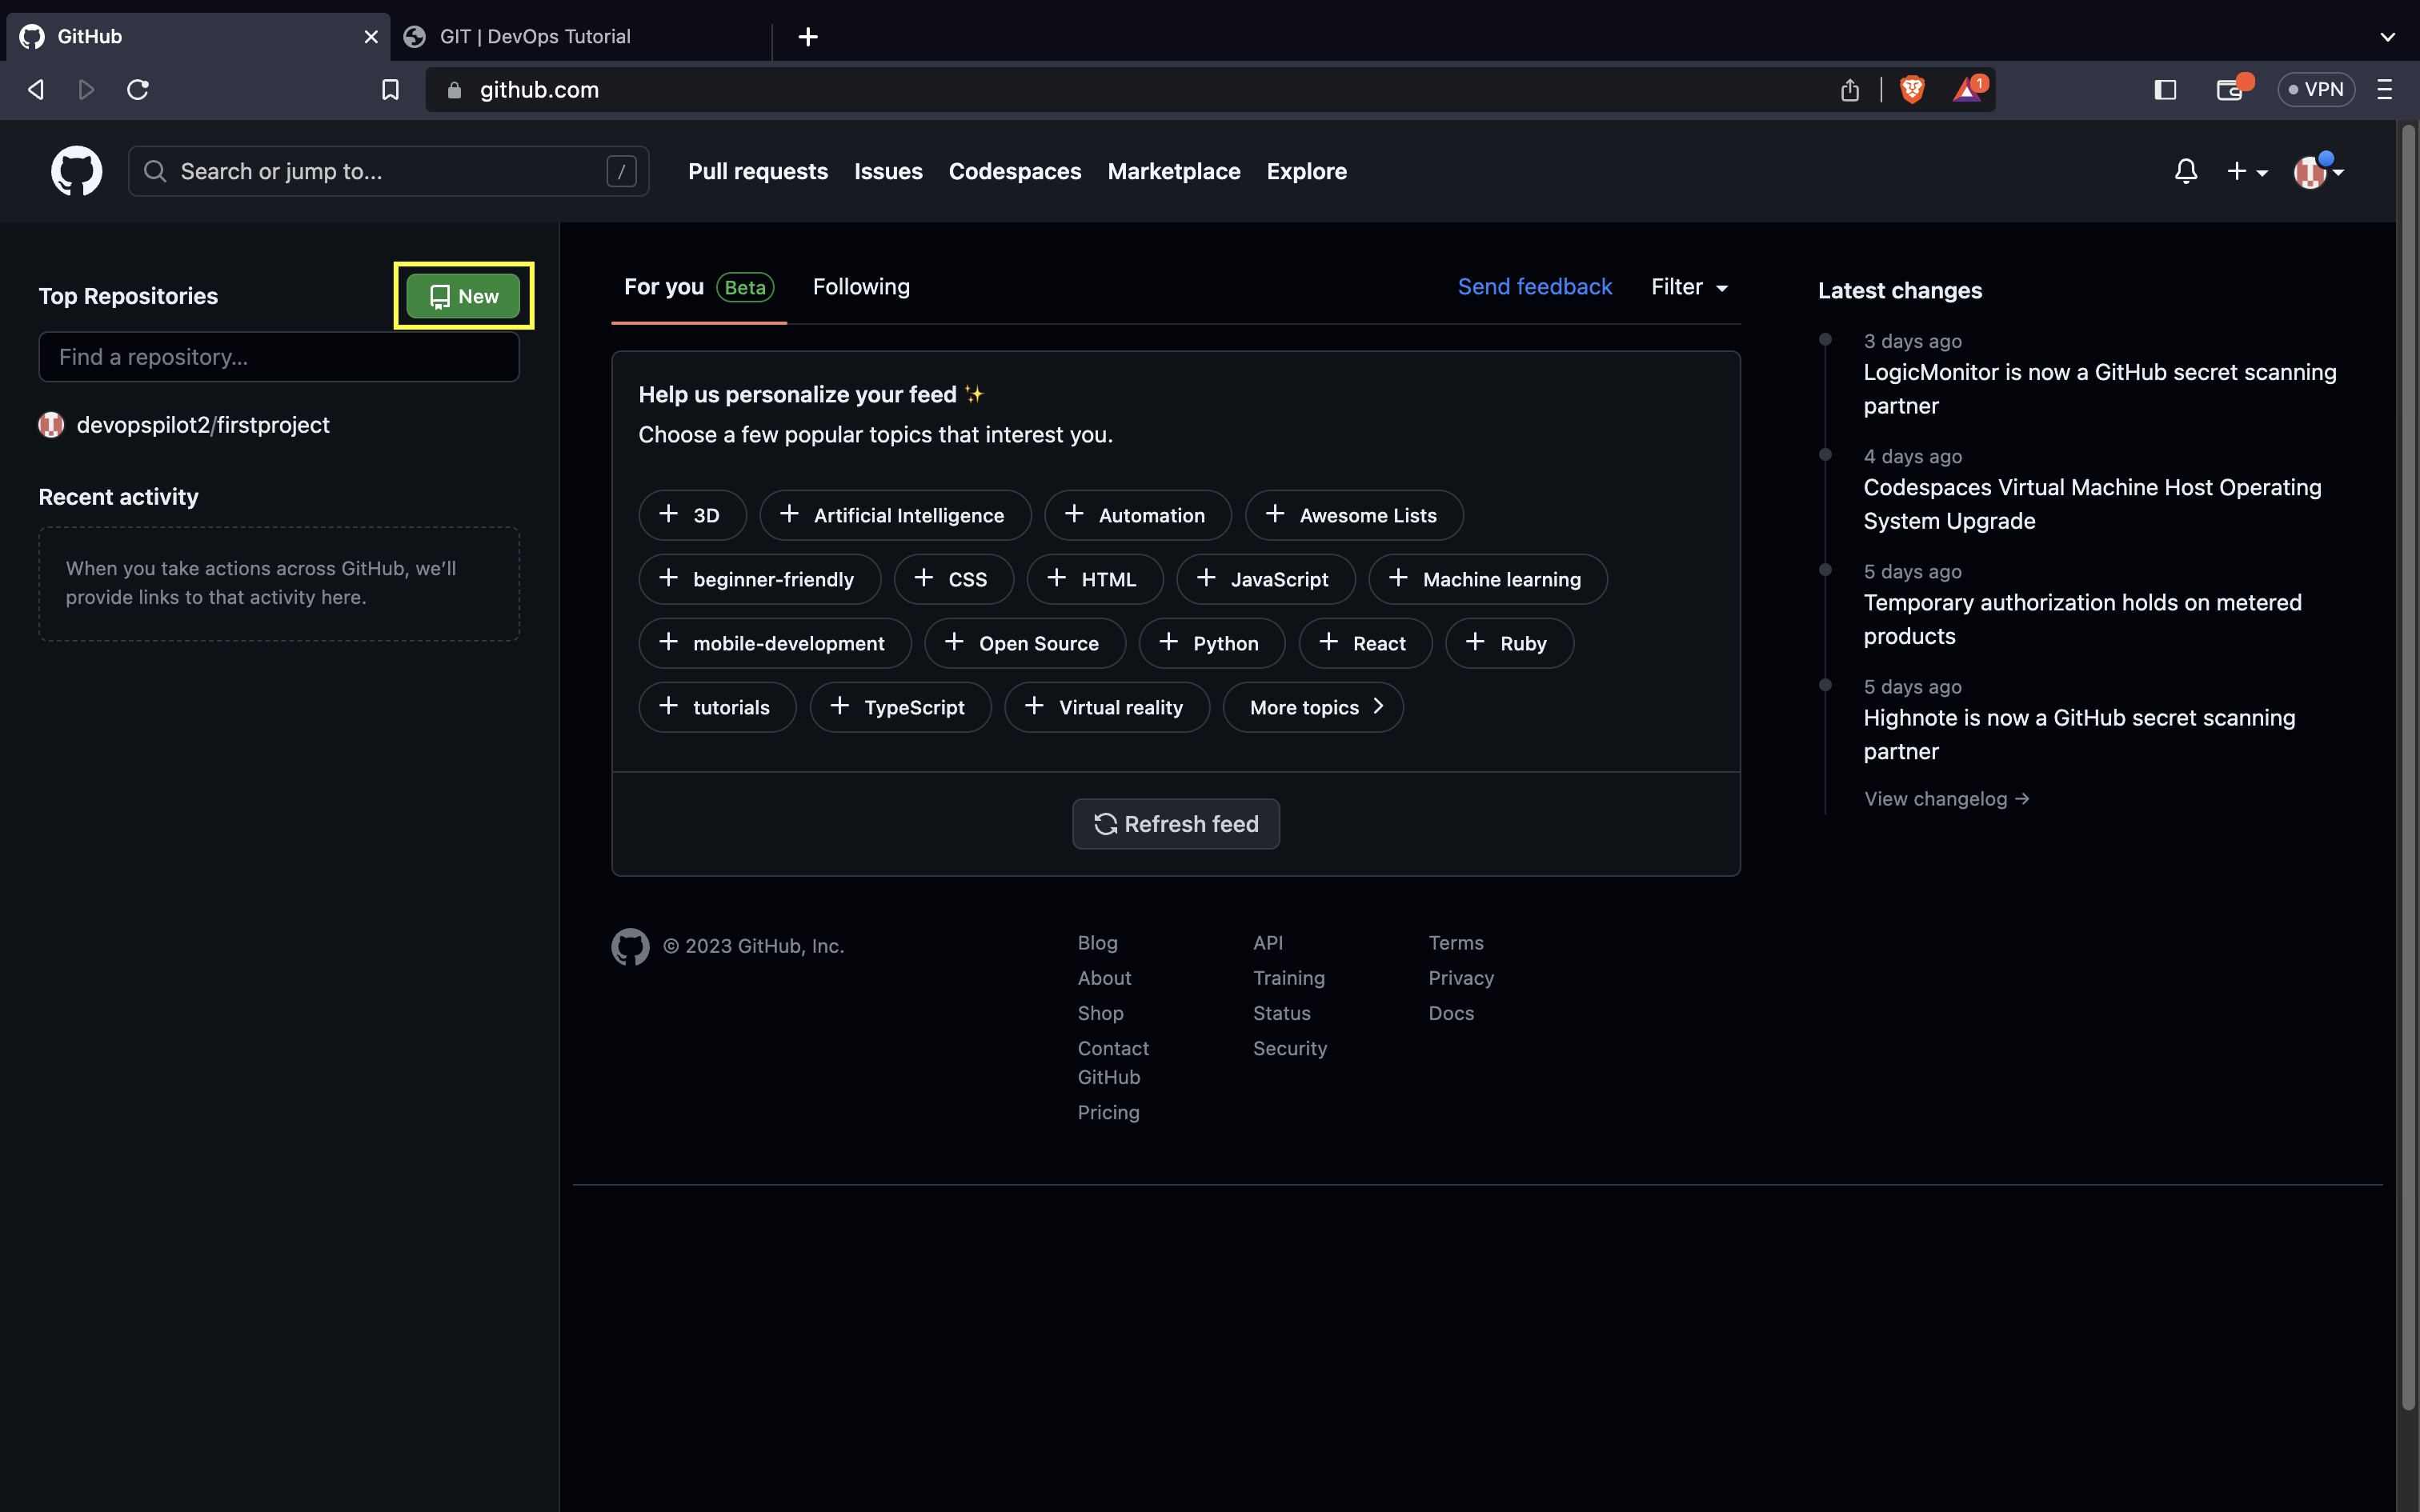 GitHub
GIT | DevOps Tutorial
github.com
1
VPN
Search or jump to...
/
Pull requests
Issues
Codespaces
Marketplace
Explore
Top Repositories
New
Find a repository...
devopspilot2/firstproject
Recent activity
When you take actions across GitHub, we’ll
provide links to that activity here.
For you Beta
Following
Send feedback
Filter
Help us personalize your feed ✨
Choose a few popular topics that interest you.
3D
Artificial Intelligence
Automation
Awesome Lists
beginner-friendly
CSS
HTML
JavaScript
Machine learning
mobile-development
Open Source
Python
React
Ruby
tutorials
TypeScript
Virtual reality
More topics
Refresh feed
© 2023 GitHub, Inc.
Blog
About
Shop
Contact
GitHub
Pricing
API
Training
Status
Security
Terms
Privacy
Docs
Latest changes
3 days ago
LogicMonitor is now a GitHub secret scanning
partner
4 days ago
Codespaces Virtual Machine Host Operating
System Upgrade
5 days ago
Temporary authorization holds on metered
products
5 days ago
Highnote is now a GitHub secret scanning
partner
View changelog →